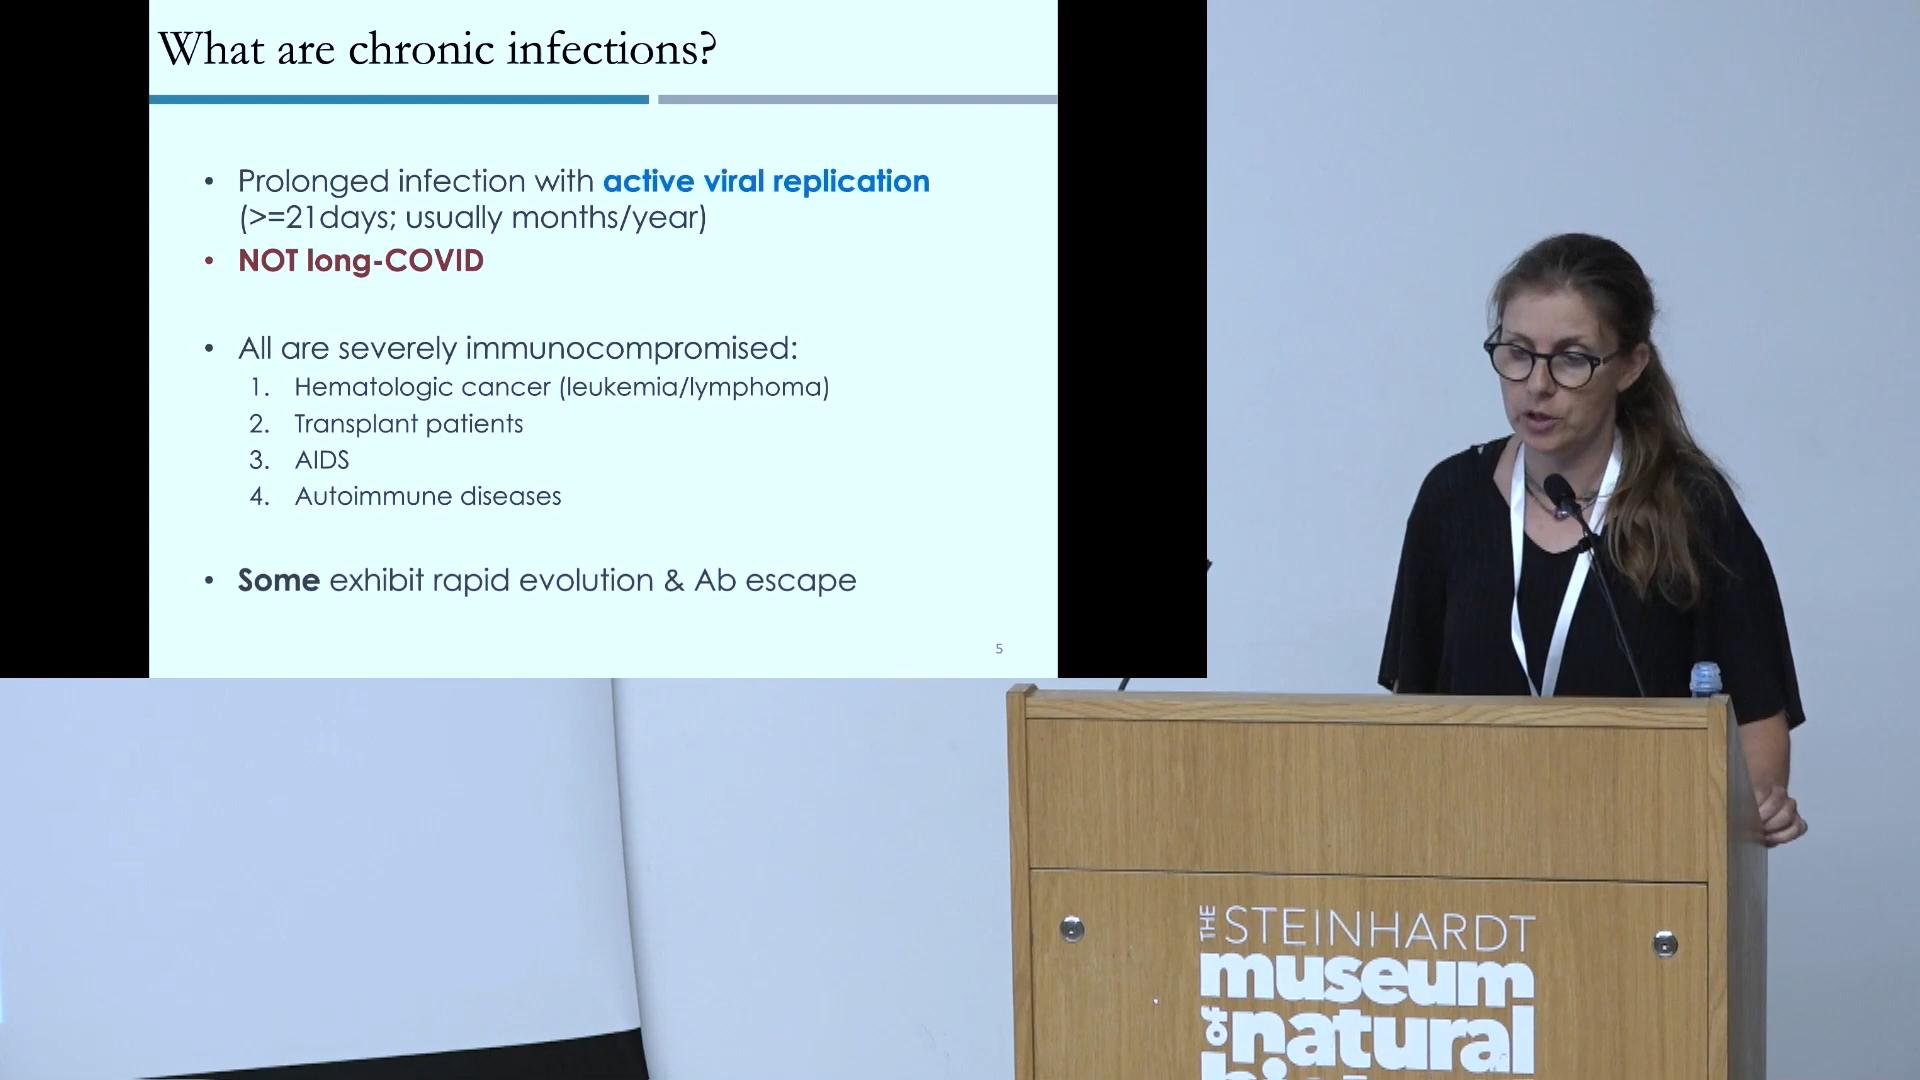 What are chronic infections?
• Prolonged infection with active viral replication
(>=21days; usually months/year)
• NOT long-COVID
• All are severely immunocompromised:
1. Hematologic cancer (leukemia/lymphoma)
2. Transplant patients
3. AIDS
4. Autoimmune diseases
• Some exhibit rapid evolution & Ab escape
5
THE STEINHARDT
museum
OF natural